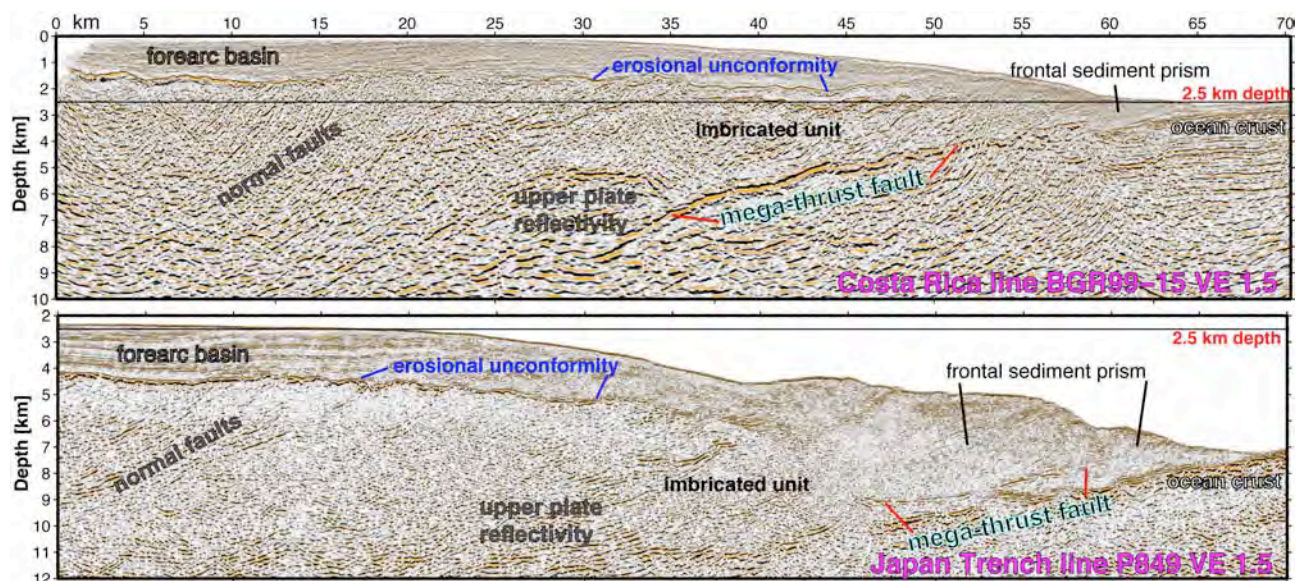 0 km 5 10 15 20 25 30 35 40 45 50 55 60 65 70
0
1
2
3
4
5
6
7
8
9
10
Depth [km]
forearc basin
erosional unconformity
frontal sediment prism
2.5 km depth
normal faults
imbricated unit
ocean crust
upper plate
reflectivity
mega-thrust fault
Costa Rica line BGR99-15 VE 1.5
2
3
4
5
6
7
8
9
10
11
12
Depth [km]
2.5 km depth
forearc basin
erosional unconformity
frontal sediment prism
normal faults
imbricated unit
ocean crust
upper plate
reflectivity
mega-thrust fault
Japan Trench line P849 VE 1.5